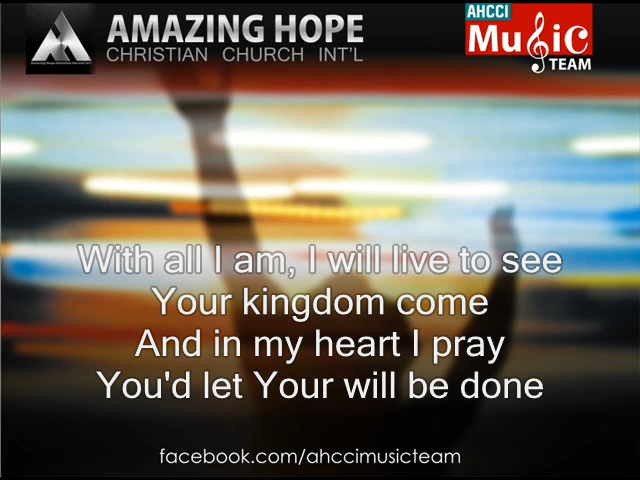 AMAZING HOPE
CHRISTIAN CHURCH INT'L
AHCCI
Music
TEAM
With all I am, I will live to see
Your kingdom come
And in my heart I pray
You'd let Your will be done
facebook.com/ahccimusicteam